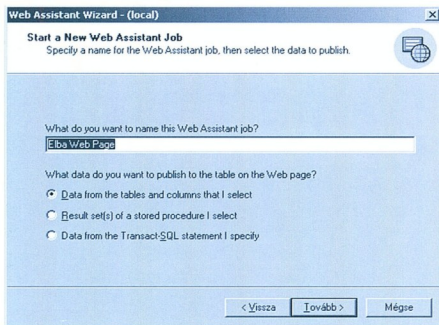 Web Assistant Wizard - (local)
Start a New Web Assistant Job
Specify a name for the Web Assistant job, then select the data to publish.
What do you want to name this Web Assistant job?
Elba Web Page
What data do you want to publish to the table on the Web page?
Data from the tables and columns that I select
Result set(s) of a stored procedure I select
Data from the Transact-SQL statement I specify
< Vissza
Tovább >
Mégse